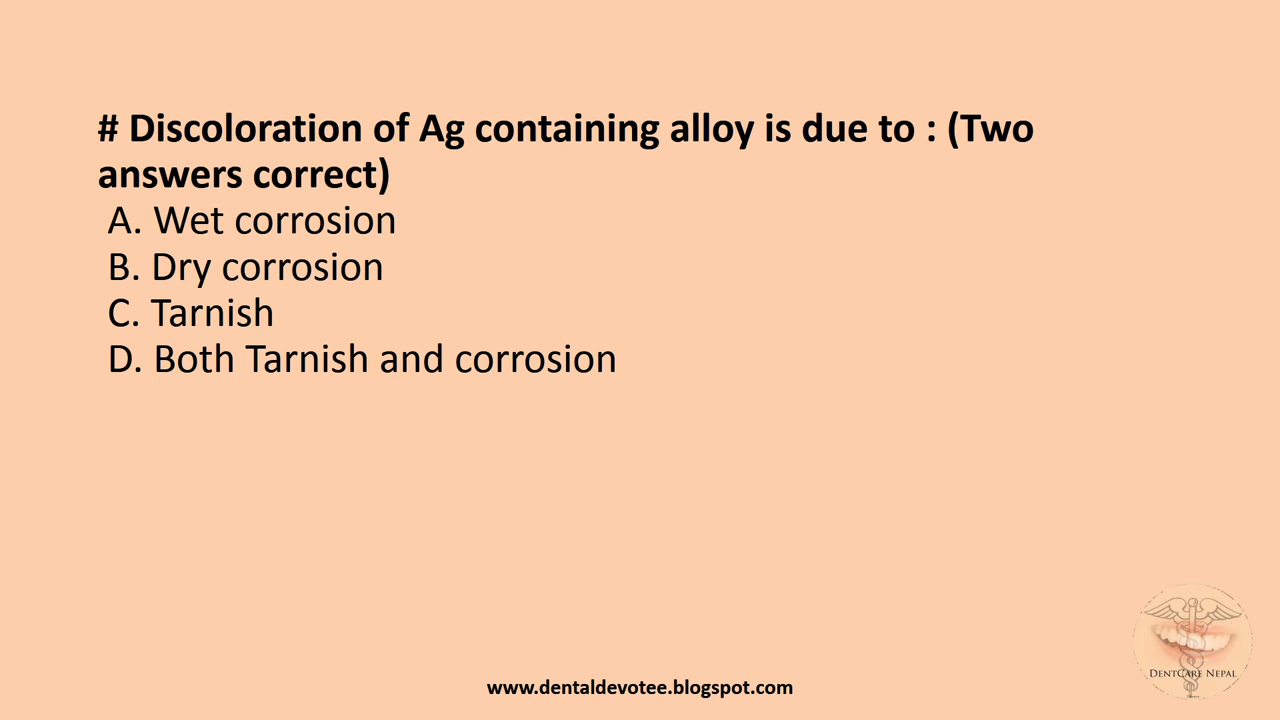 # Discoloration of Ag containing alloy is due to : (Two
answers correct)
A. Wet corrosion
B. Dry corrosion
C. Tarnish
D. Both Tarnish and corrosion
DentCare Nepal
www.dentaldevotee.blogspot.com